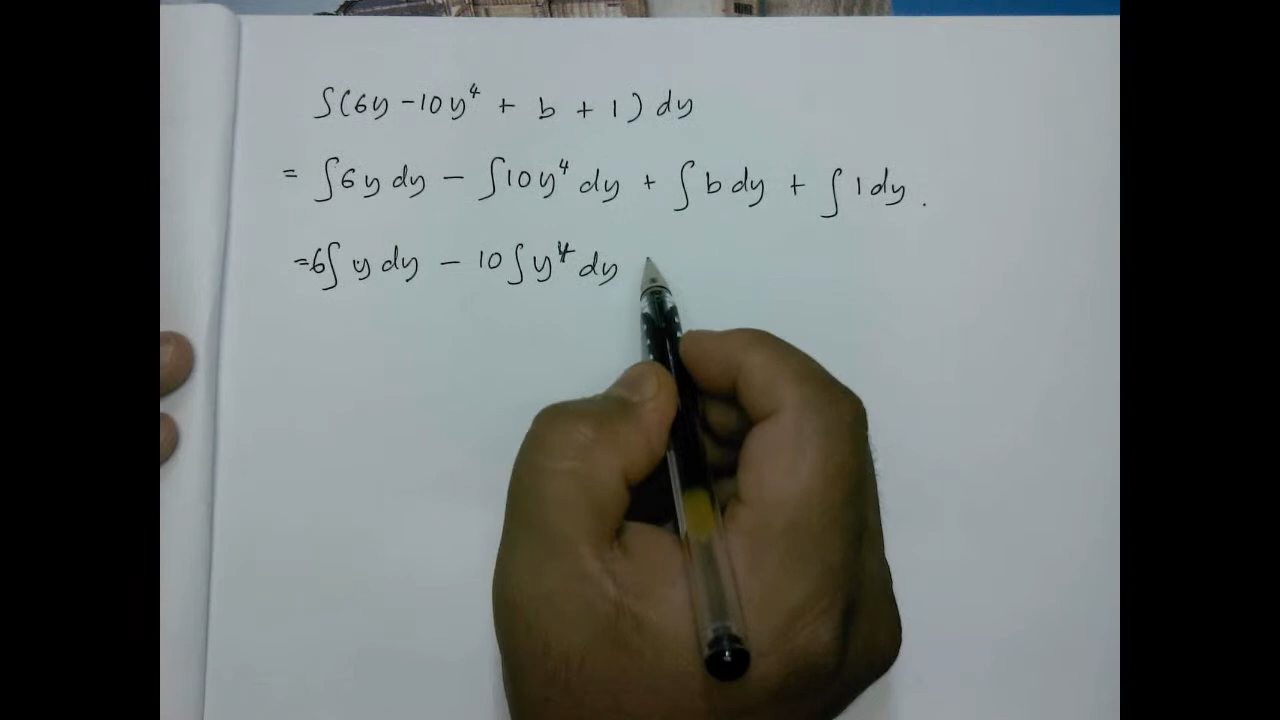 ∫(6y -10y⁴ + b + 1) dy
= ∫6y dy - ∫10y⁴ dy + ∫b dy + ∫1 dy.
=6∫ y dy - 10∫y⁴ dy